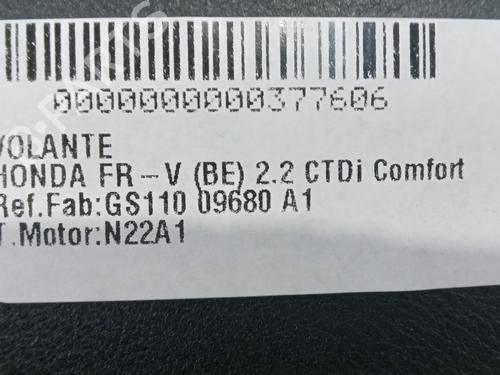 0000000000377606
VOLANTE
HONDA FR-V (BE) 2.2 CTDi Comfort
Ref.Fab:GS110 09680 A1
T.Motor:N22A1